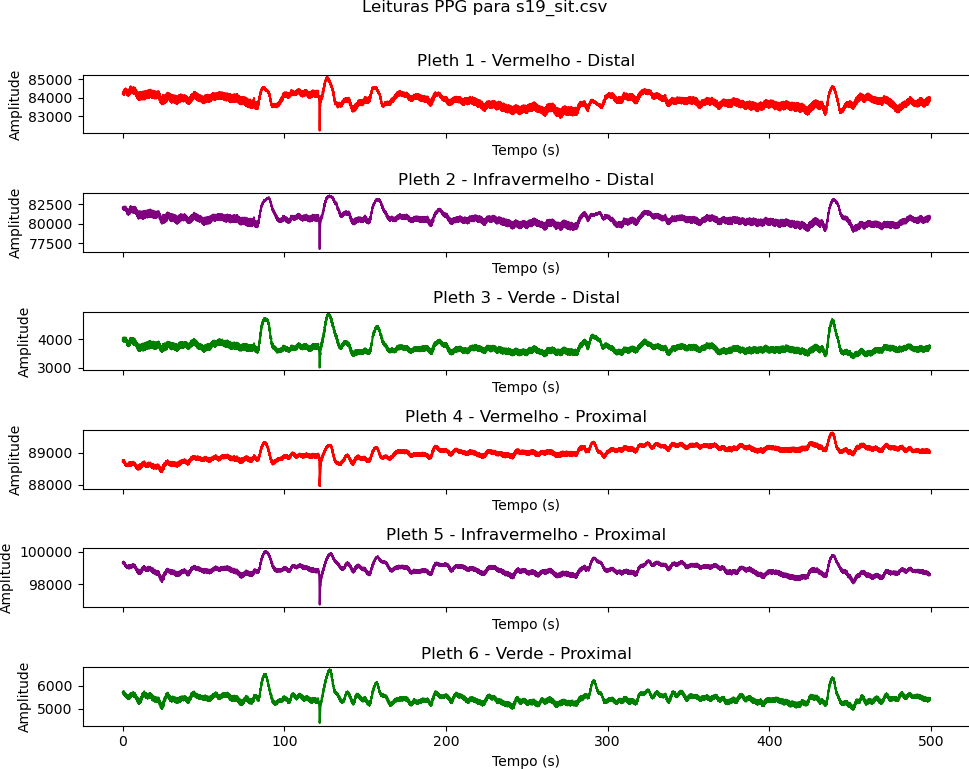 Leituras PPG para s19_sit.csv
Pleth 1 - Vermelho - Distal
Amplitude
85000
84000
83000
Tempo (s)
Pleth 2 - Infravermelho - Distal
Amplitude
82500
80000
77500
Tempo (s)
Pleth 3 - Verde - Distal
Amplitude
4000
3000
Tempo (s)
Pleth 4 - Vermelho - Proximal
Amplitude
89000
88000
Tempo (s)
Pleth 5 - Infravermelho - Proximal
Amplitude
100000
98000
Tempo (s)
Pleth 6 - Verde - Proximal
Amplitude
6000
5000
0 100 200 300 400 500
Tempo (s)